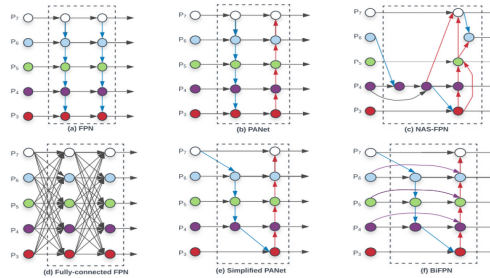 P7
P6
P5
P4
P3
(a) FPN
P7
P6
P5
P4
P3
(b) PANet
P7
P6
P5
P4
P3
(c) NAS-FPN
P7
P6
P5
P4
P3
(d) Fully-connected FPN
P7
P6
P5
P4
P3
(e) Simplified PANet
P7
P6
P5
P4
P3
(f) BiFPN